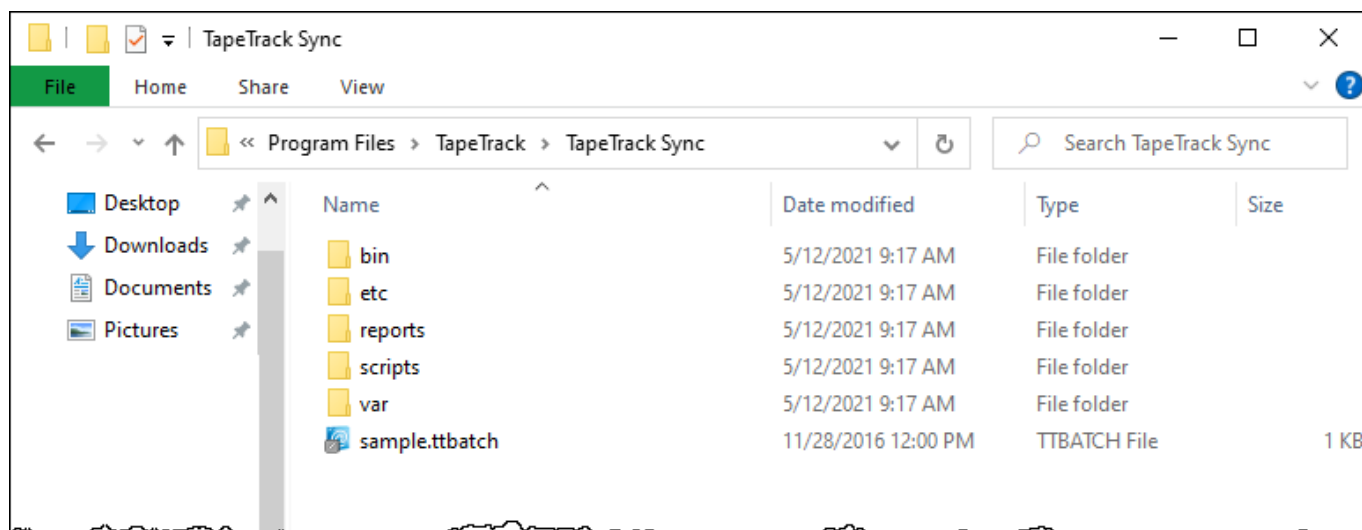 TapeTrack Sync
File Home Share View ?
« Program Files > TapeTrack > TapeTrack Sync Search TapeTrack Sync
Desktop
Downloads
Documents
Pictures
Name Date modified Type Size
bin 5/12/2021 9:17 AM File folder
etc 5/12/2021 9:17 AM File folder
reports 5/12/2021 9:17 AM File folder
scripts 5/12/2021 9:17 AM File folder
var 5/12/2021 9:17 AM File folder
sample.ttbatch 11/28/2016 12:00 PM TTBATCH File 1 KB